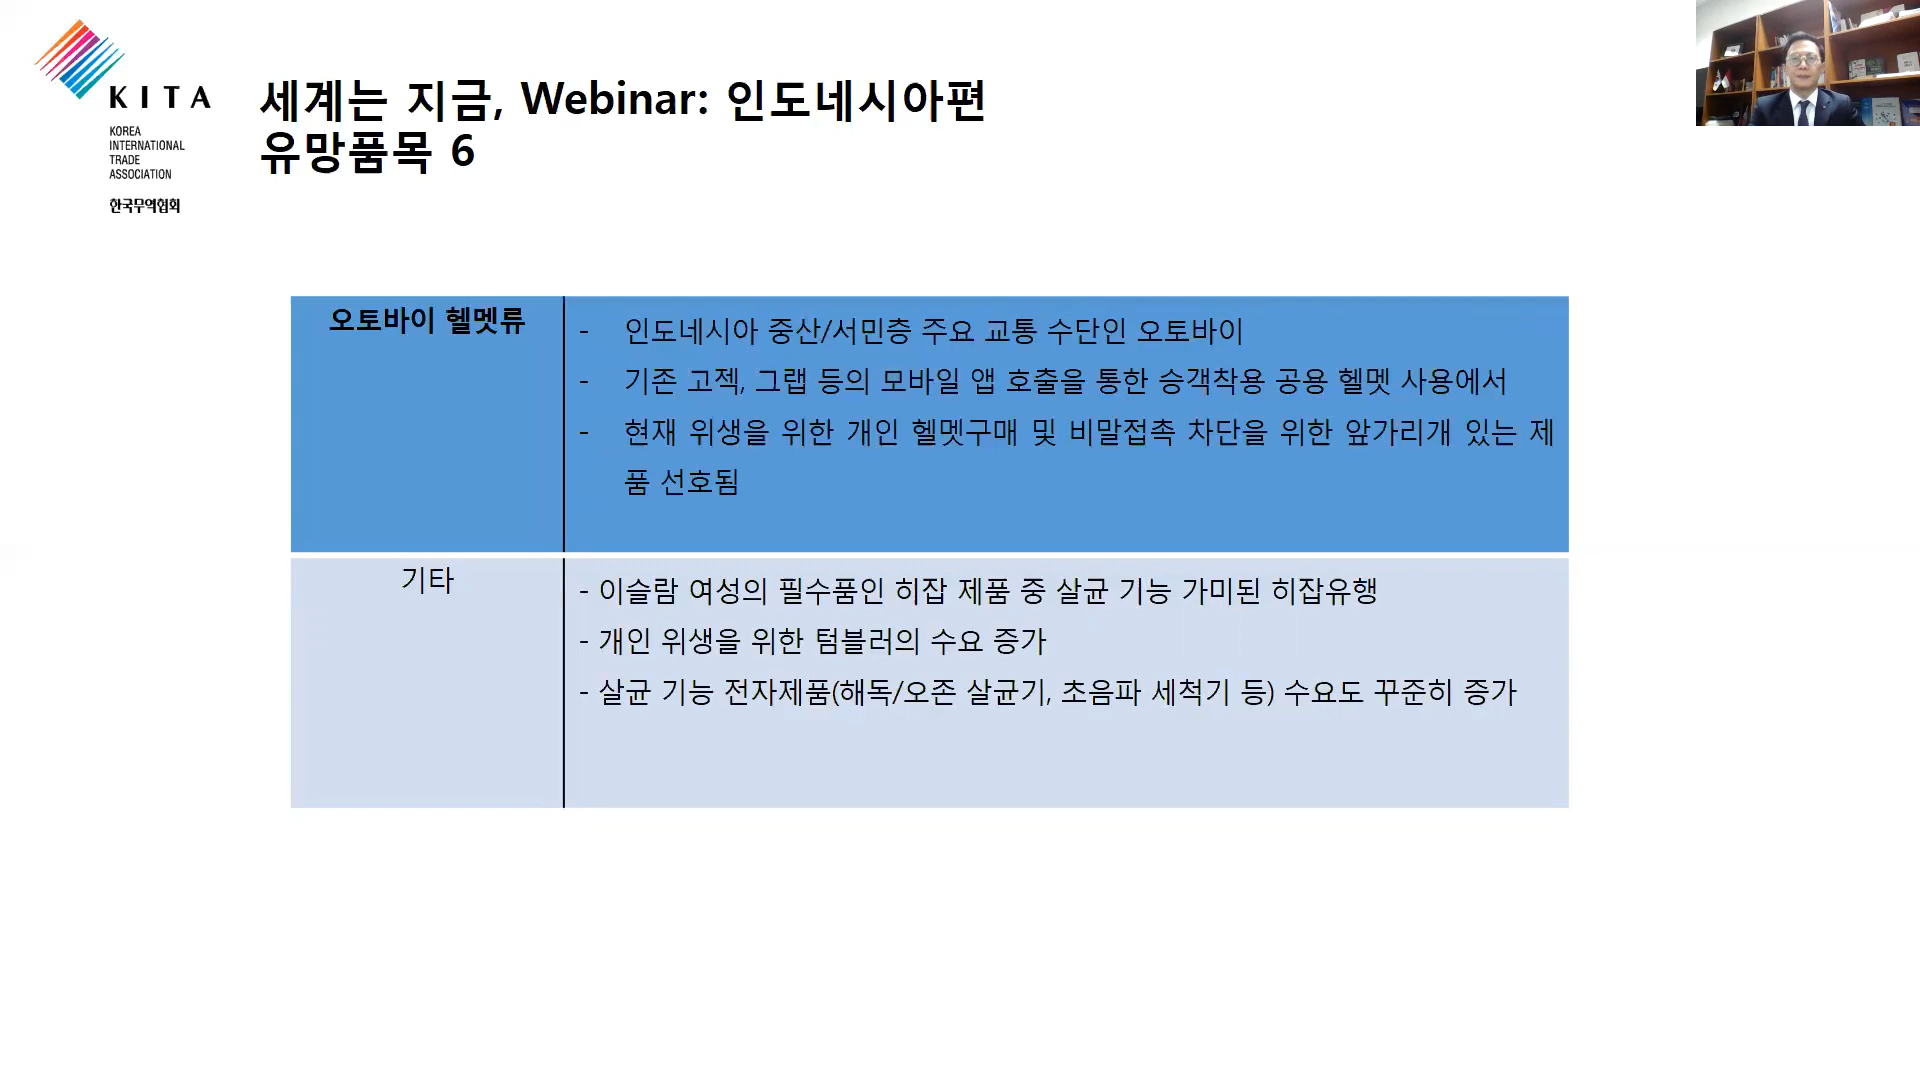 KITA
KOREA
INTERNATIONAL
TRADE
ASSOCIATION
한국무역협회
세계는 지금, Webinar: 인도네시아편
유망품목 6
오토바이 헬멧류
- 인도네시아 중산/서민층 주요 교통 수단인 오토바이
- 기존 고젝, 그랩 등의 모바일 앱 호출을 통한 승객착용 공용 헬멧 사용에서
- 현재 위생을 위한 개인 헬멧구매 및 비말접촉 차단을 위한 앞가리개 있는 제
품 선호됨
기타
- 이슬람 여성의 필수품인 히잡 제품 중 살균 기능 가미된 히잡유행
- 개인 위생을 위한 텀블러의 수요 증가
- 살균 기능 전자제품(해독/오존 살균기, 초음파 세척기 등) 수요도 꾸준히 증가